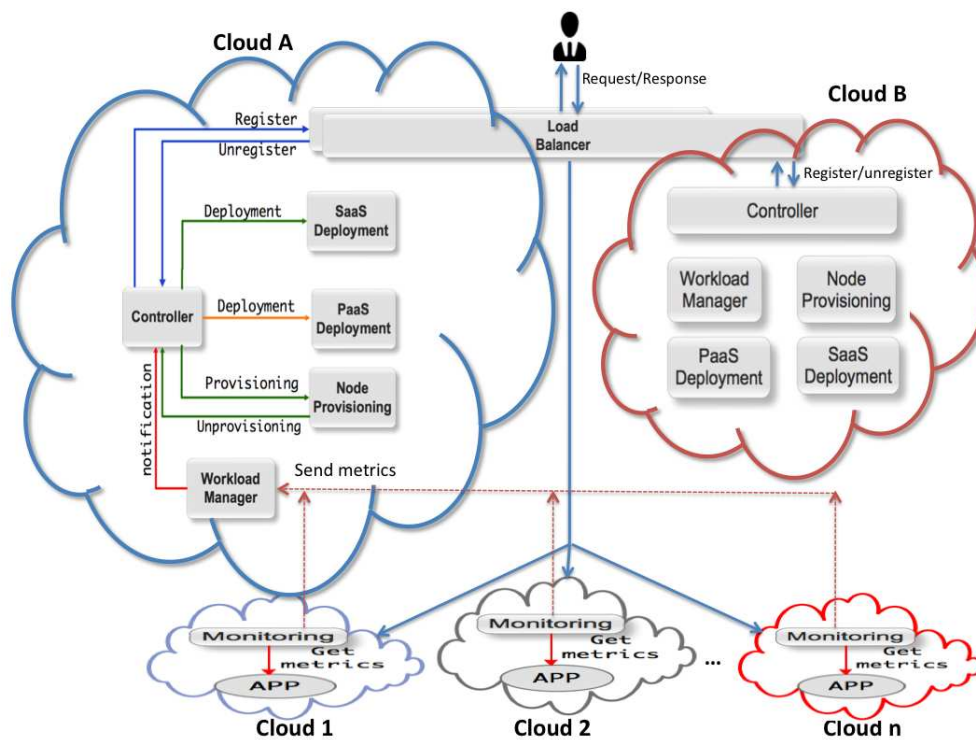 Cloud A
Request/Response
Cloud B
Register
Load
Balancer
Unregister
Register/unregister
Controller
Deployment
SaaS
Deployment
Workload
Manager
Node
Provisioning
Controller
Deployment
PaaS
Deployment
PaaS
Deployment
SaaS
Deployment
Provisioning
Node
Provisioning
Unprovisioning
notification
Workload
Manager
Send metrics
Monitoring
Get
metrics
APP
Cloud 1
Monitoring
Get
metrics
APP
Cloud 2
...
Monitoring
Get
metrics
APP
Cloud n